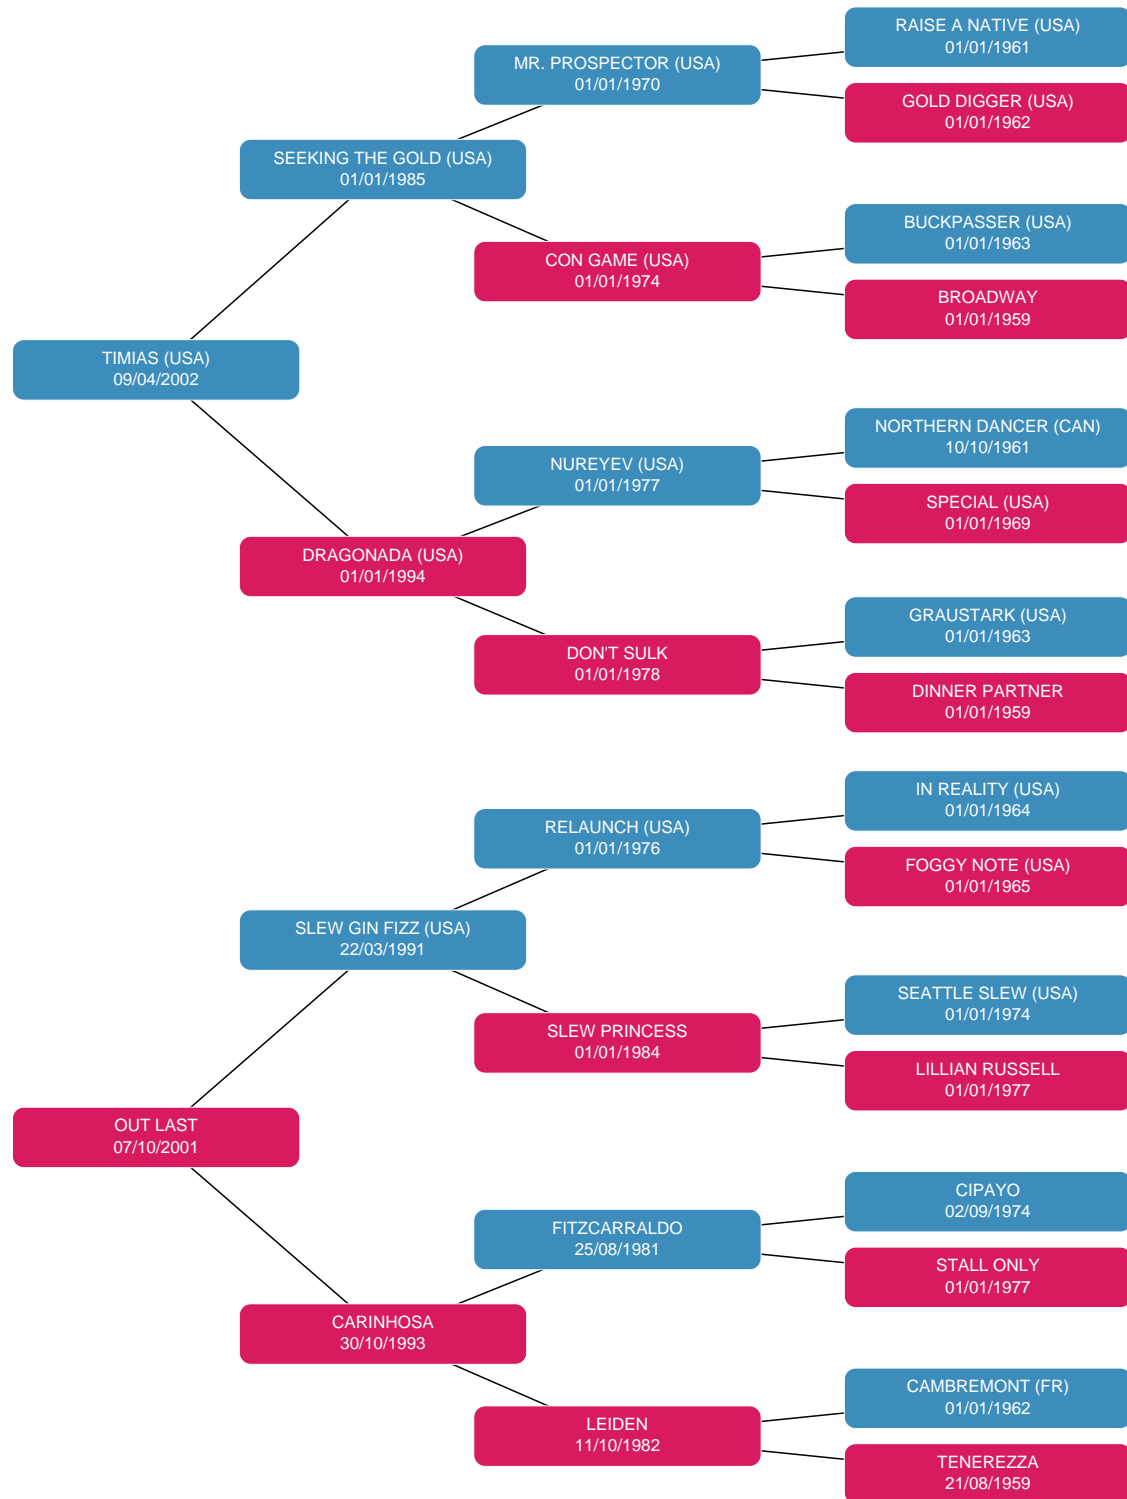 RAISE A NATIVE (USA)
01/01/1961
MR. PROSPECTOR (USA)
01/01/1970
GOLD DIGGER (USA)
01/01/1962
SEEKING THE GOLD (USA)
01/01/1985
BUCKPASSER (USA)
01/01/1963
CON GAME (USA)
01/01/1974
BROADWAY
01/01/1959
TIMIAS (USA)
09/04/2002
NORTHERN DANCER (CAN)
10/10/1961
NUREYEV (USA)
01/01/1977
SPECIAL (USA)
01/01/1969
DRAGONADA (USA)
01/01/1994
GRAUSTARK (USA)
01/01/1963
DON'T SULK
01/01/1978
DINNER PARTNER
01/01/1959
IN REALITY (USA)
01/01/1964
RELAUNCH (USA)
01/01/1976
FOGGY NOTE (USA)
01/01/1965
SLEW GIN FIZZ (USA)
22/03/1991
SEATTLE SLEW (USA)
01/01/1974
SLEW PRINCESS
01/01/1984
LILLIAN RUSSELL
01/01/1977
OUT LAST
07/10/2001
CIPAYO
02/09/1974
FITZCARRALDO
25/08/1981
STALL ONLY
01/01/1977
CARINHOSA
30/10/1993
CAMBREMONT (FR)
01/01/1962
LEIDEN
11/10/1982
TENEREZZA
21/08/1959